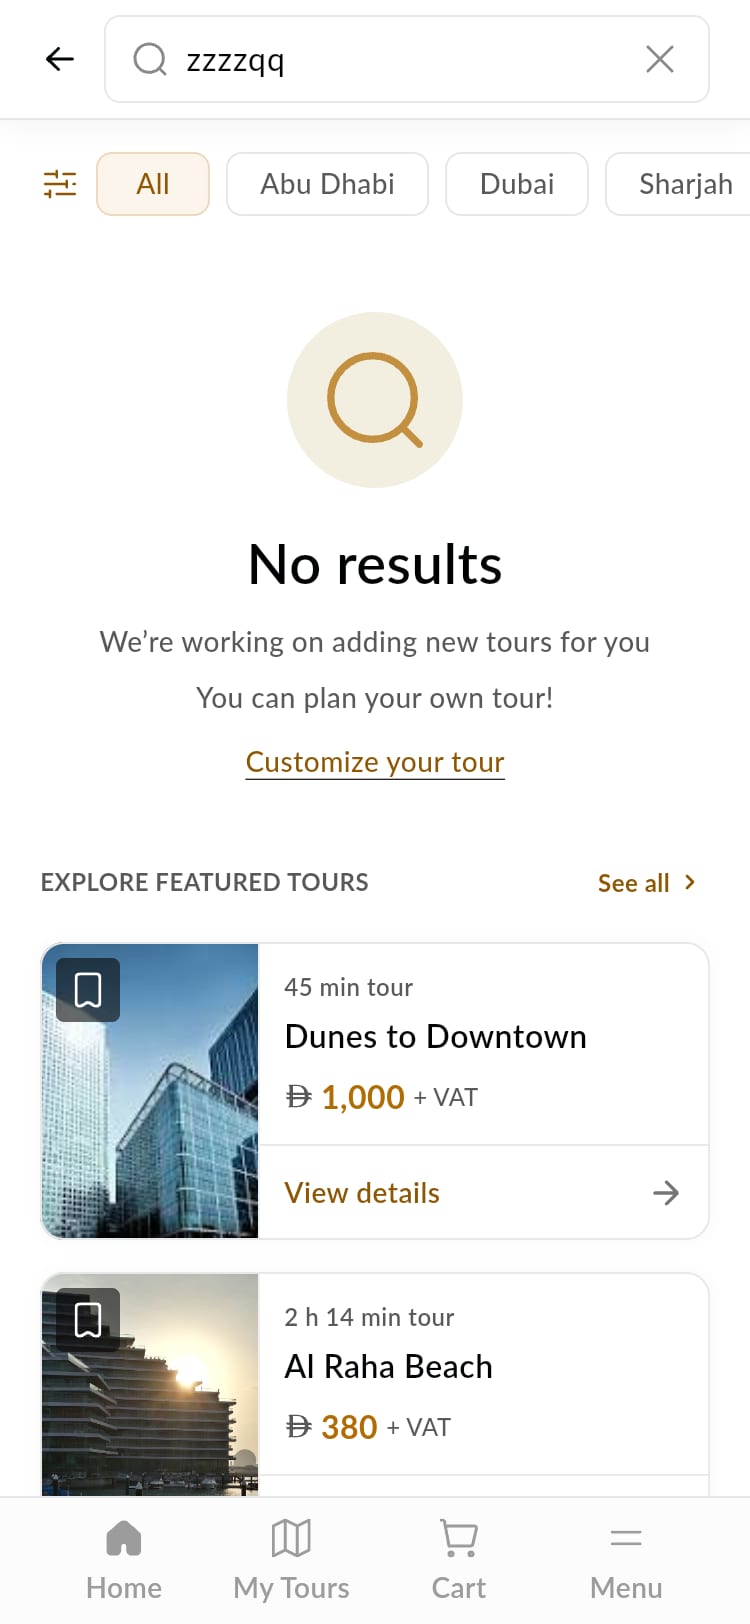 zzzzqq
All
Abu Dhabi
Dubai
Sharjah
No results
We’re working on adding new tours for you
You can plan your own tour!
Customize your tour
EXPLORE FEATURED TOURS
See all
45 min tour
Dunes to Downtown
1,000 + VAT
View details
2 h 14 min tour
Al Raha Beach
380 + VAT
Home
My Tours
Cart
Menu